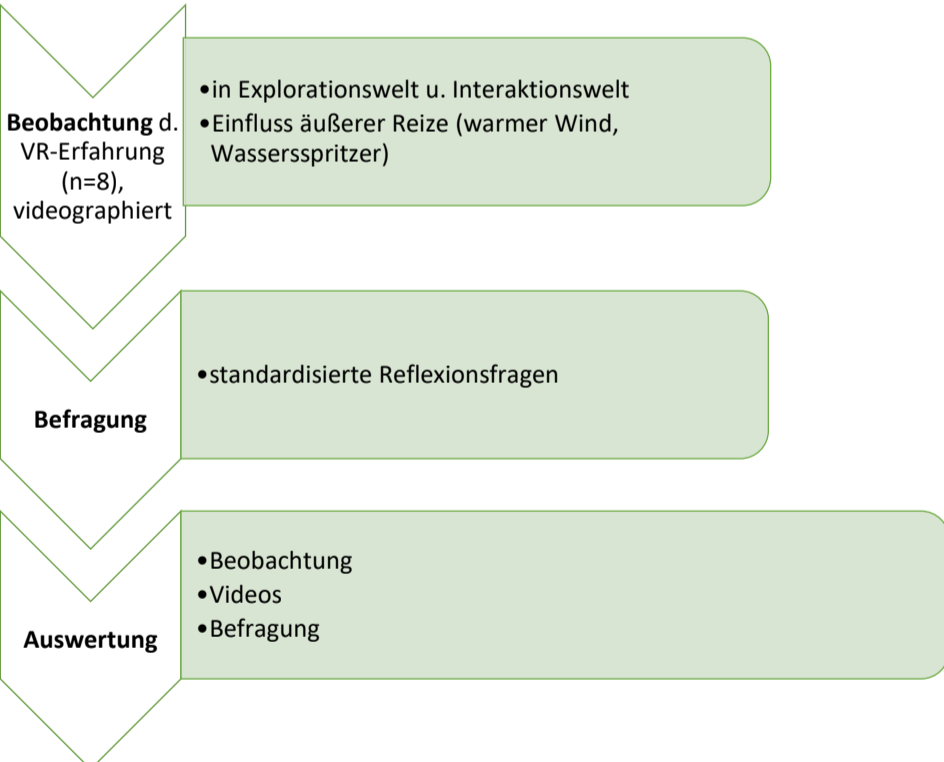 Beobachtung d.
VR-Erfahrung
(n=8),
videographiert
•in Explorationswelt u. Interaktionswelt
•Einfluss äußerer Reize (warmer Wind,
Wassersspritzer)
Befragung
•standardisierte Reflexionsfragen
Auswertung
•Beobachtung
•Videos
•Befragung